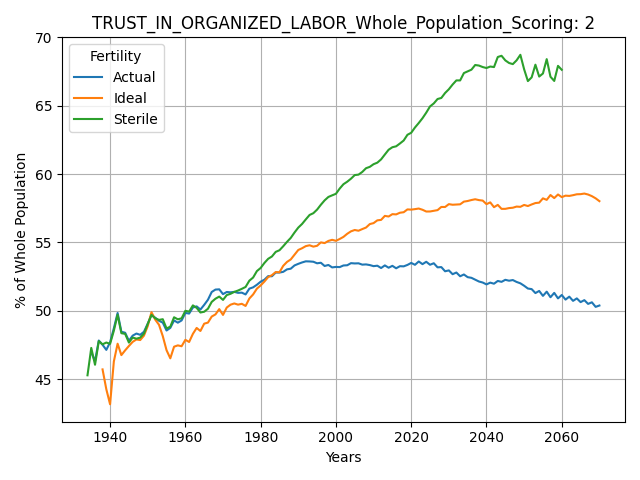 TRUST_IN_ORGANIZED_LABOR_Whole_Population_Scoring: 2
70
65
60
55
50
45
% of Whole Population
Fertility
Actual
Ideal
Sterile
1940 1960 1980 2000 2020 2040 2060
Years